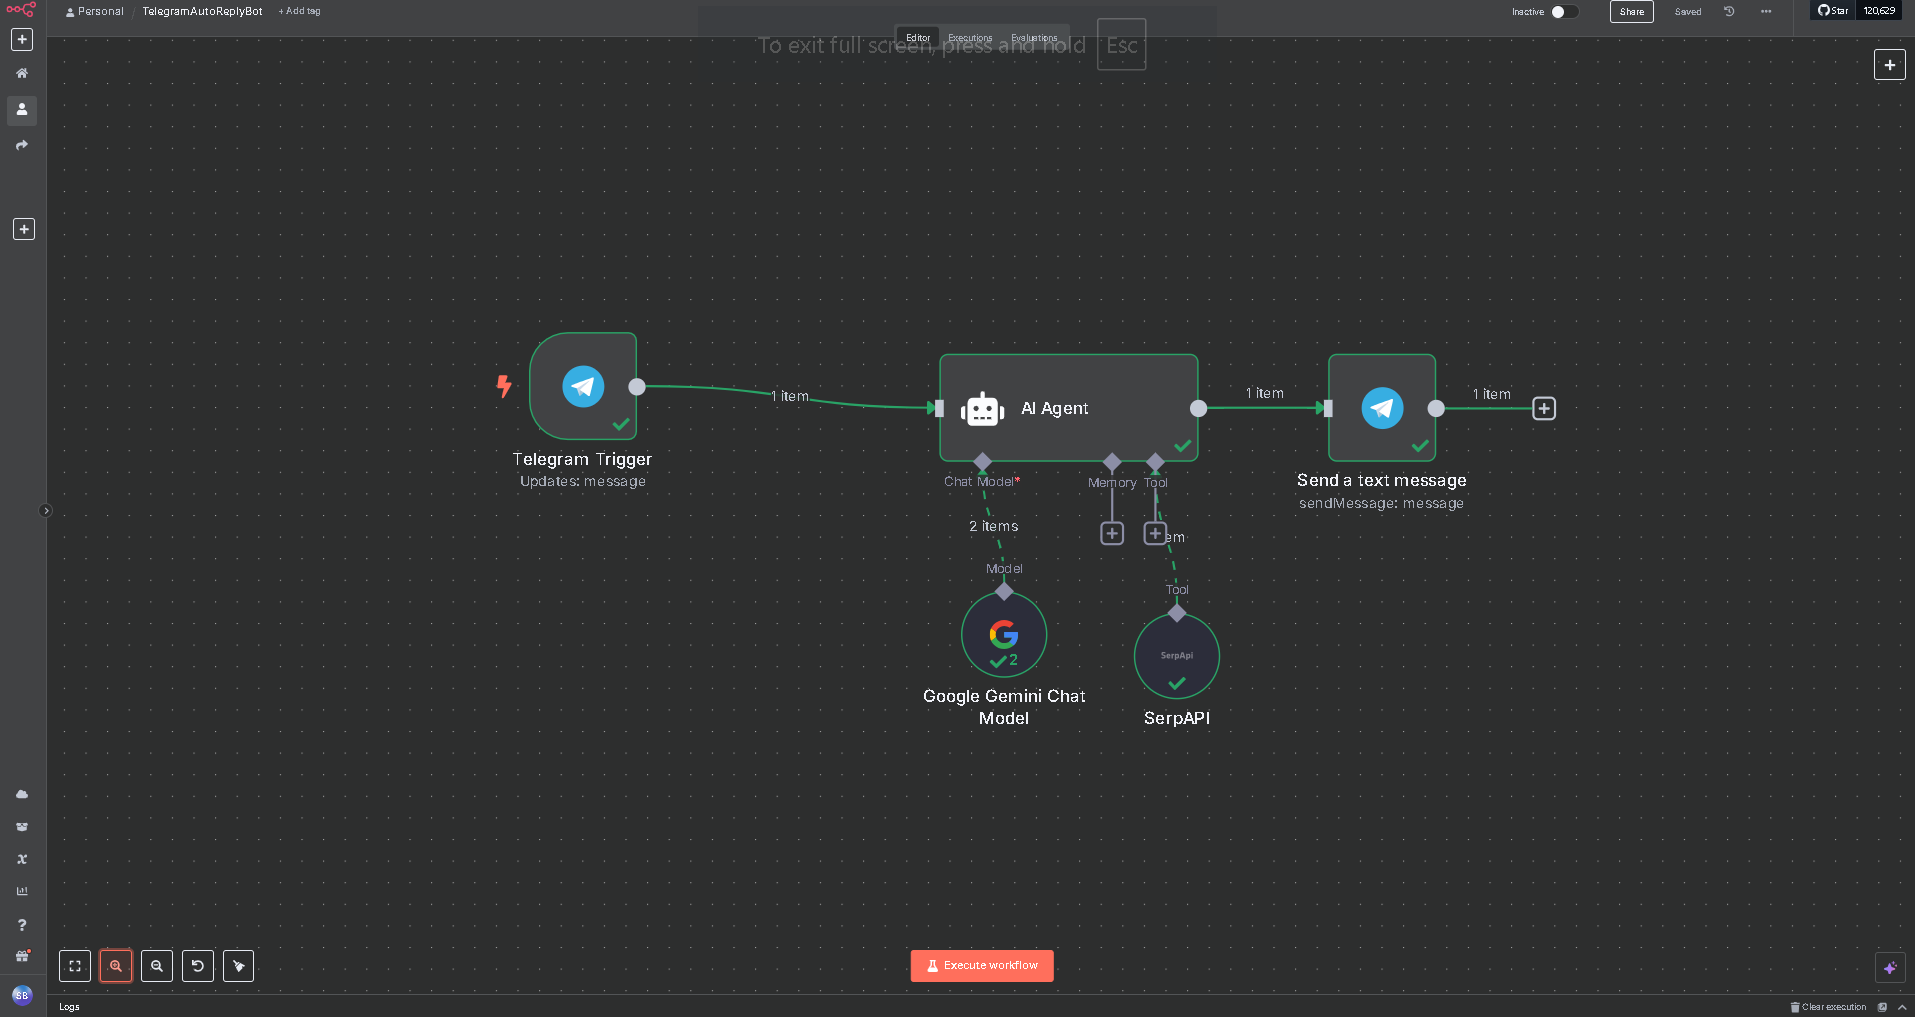 Personal / TelegramAutoReplyBot + Add tag
Inactive
Share
Saved
Star 120,629
Editor Executions Evaluations
To exit full screen, press and hold Esc
1 item
AI Agent
1 item
1 item
Telegram Trigger
Updates: message
Chat Model*
Memory
Tool
Send a text message
sendMessage: message
2 items
em
Model
Tool
SerpApi
2
Google Gemini Chat
Model
SerpAPI
Execute workflow
SB
Logs
Clear execution